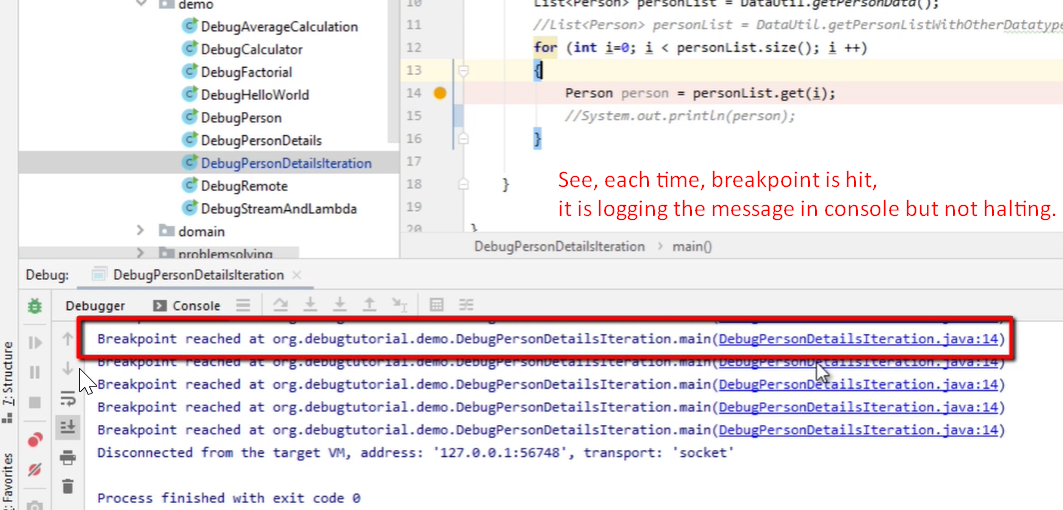 demo
DebugAverageCalculation
DebugCalculator
DebugFactorial
DebugHelloWorld
DebugPerson
DebugPersonDetails
DebugPersonDetailsIteration
DebugRemote
DebugStreamAndLambda
domain
problemsolving
10 List<Person> personList = DataUtil.getPersonData();
11 //List<Person> personList = DataUtil.getPersonListWithOtherDatatype
12 for (int i=0; i < personList.size(); i ++)
13 {
14 Person person = personList.get(i);
15 //System.out.println(person);
16 }
17
18 }
19
20 }
See, each time, breakpoint is hit,
it is logging the message in console but not halting.
DebugPersonDetailsIteration > main()
Debug: DebugPersonDetailsIteration ×
Debugger Console
Breakpoint reached at org.debugtutorial.demo.DebugPersonDetailsIteration.main(DebugPersonDetailsIteration.java:14)
Breakpoint reached at org.debugtutorial.demo.DebugPersonDetailsIteration.main(DebugPersonDetailsIteration.java:14)
Breakpoint reached at org.debugtutorial.demo.DebugPersonDetailsIteration.main(DebugPersonDetailsIteration.java:14)
Breakpoint reached at org.debugtutorial.demo.DebugPersonDetailsIteration.main(DebugPersonDetailsIteration.java:14)
Breakpoint reached at org.debugtutorial.demo.DebugPersonDetailsIteration.main(DebugPersonDetailsIteration.java:14)
Disconnected from the target VM, address: '127.0.0.1:56748', transport: 'socket'
Process finished with exit code 0
7: Structure
Favorites